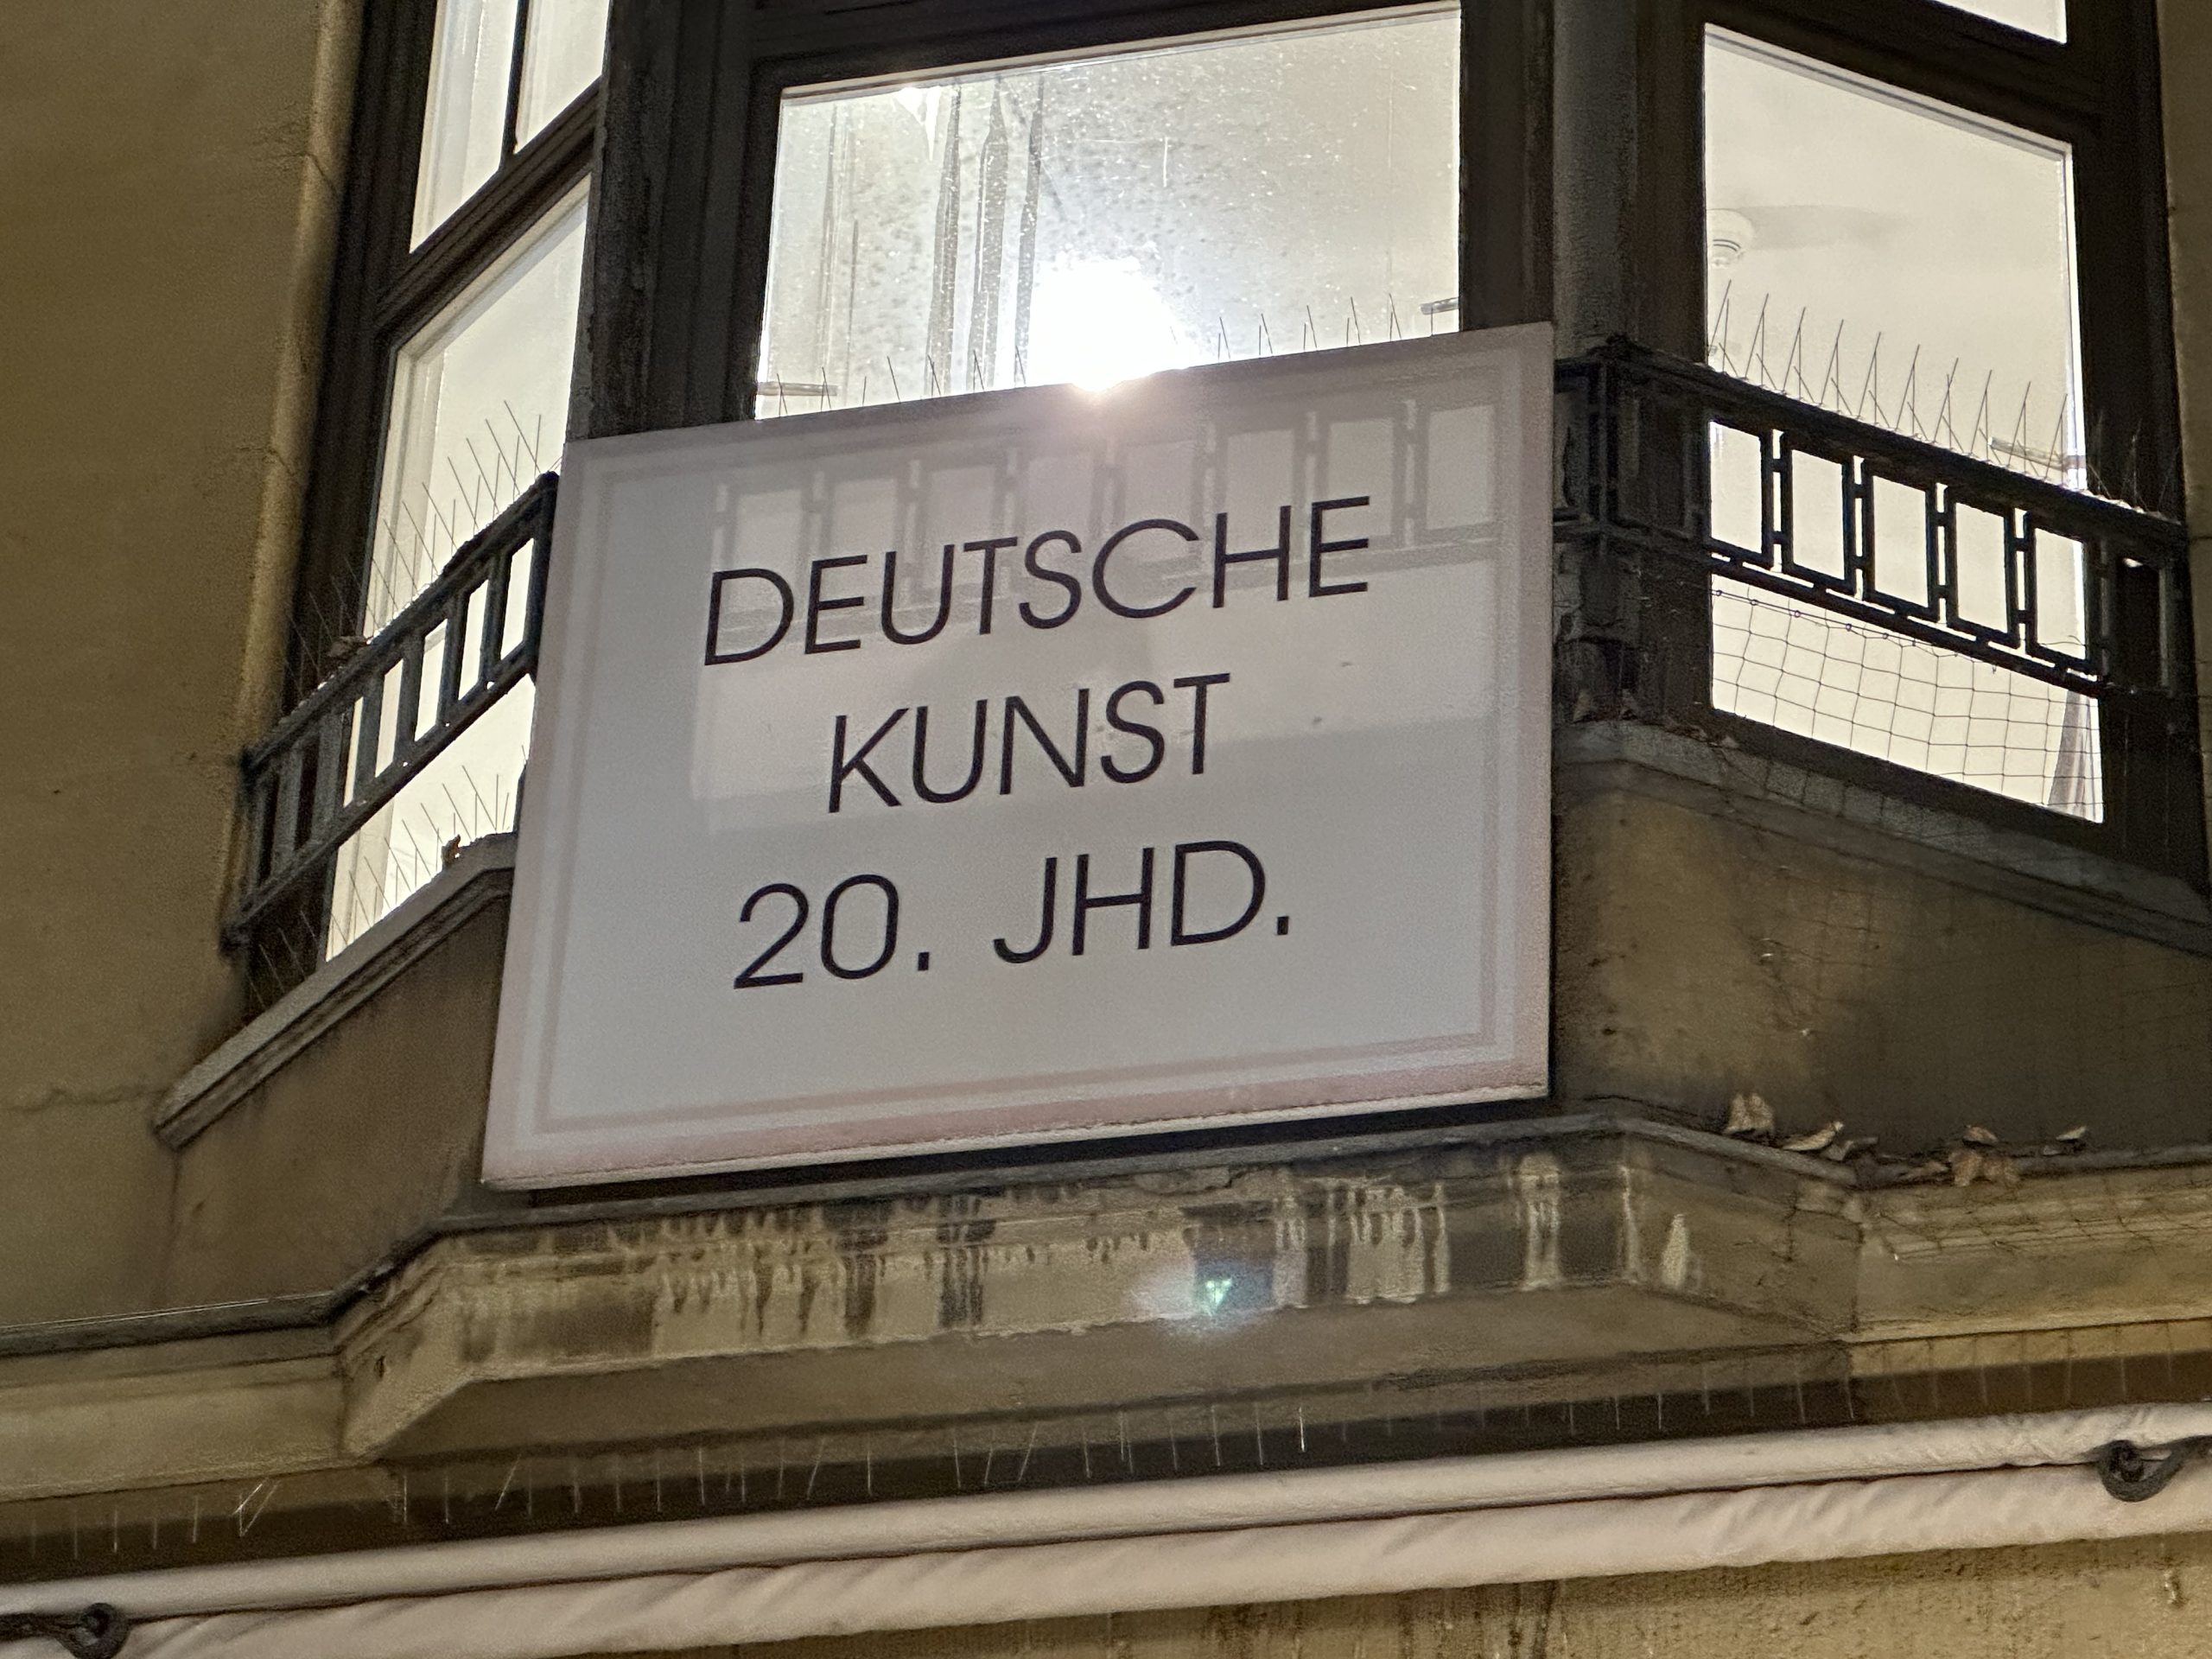 DEUTSCHE
KUNST
20. JHD.